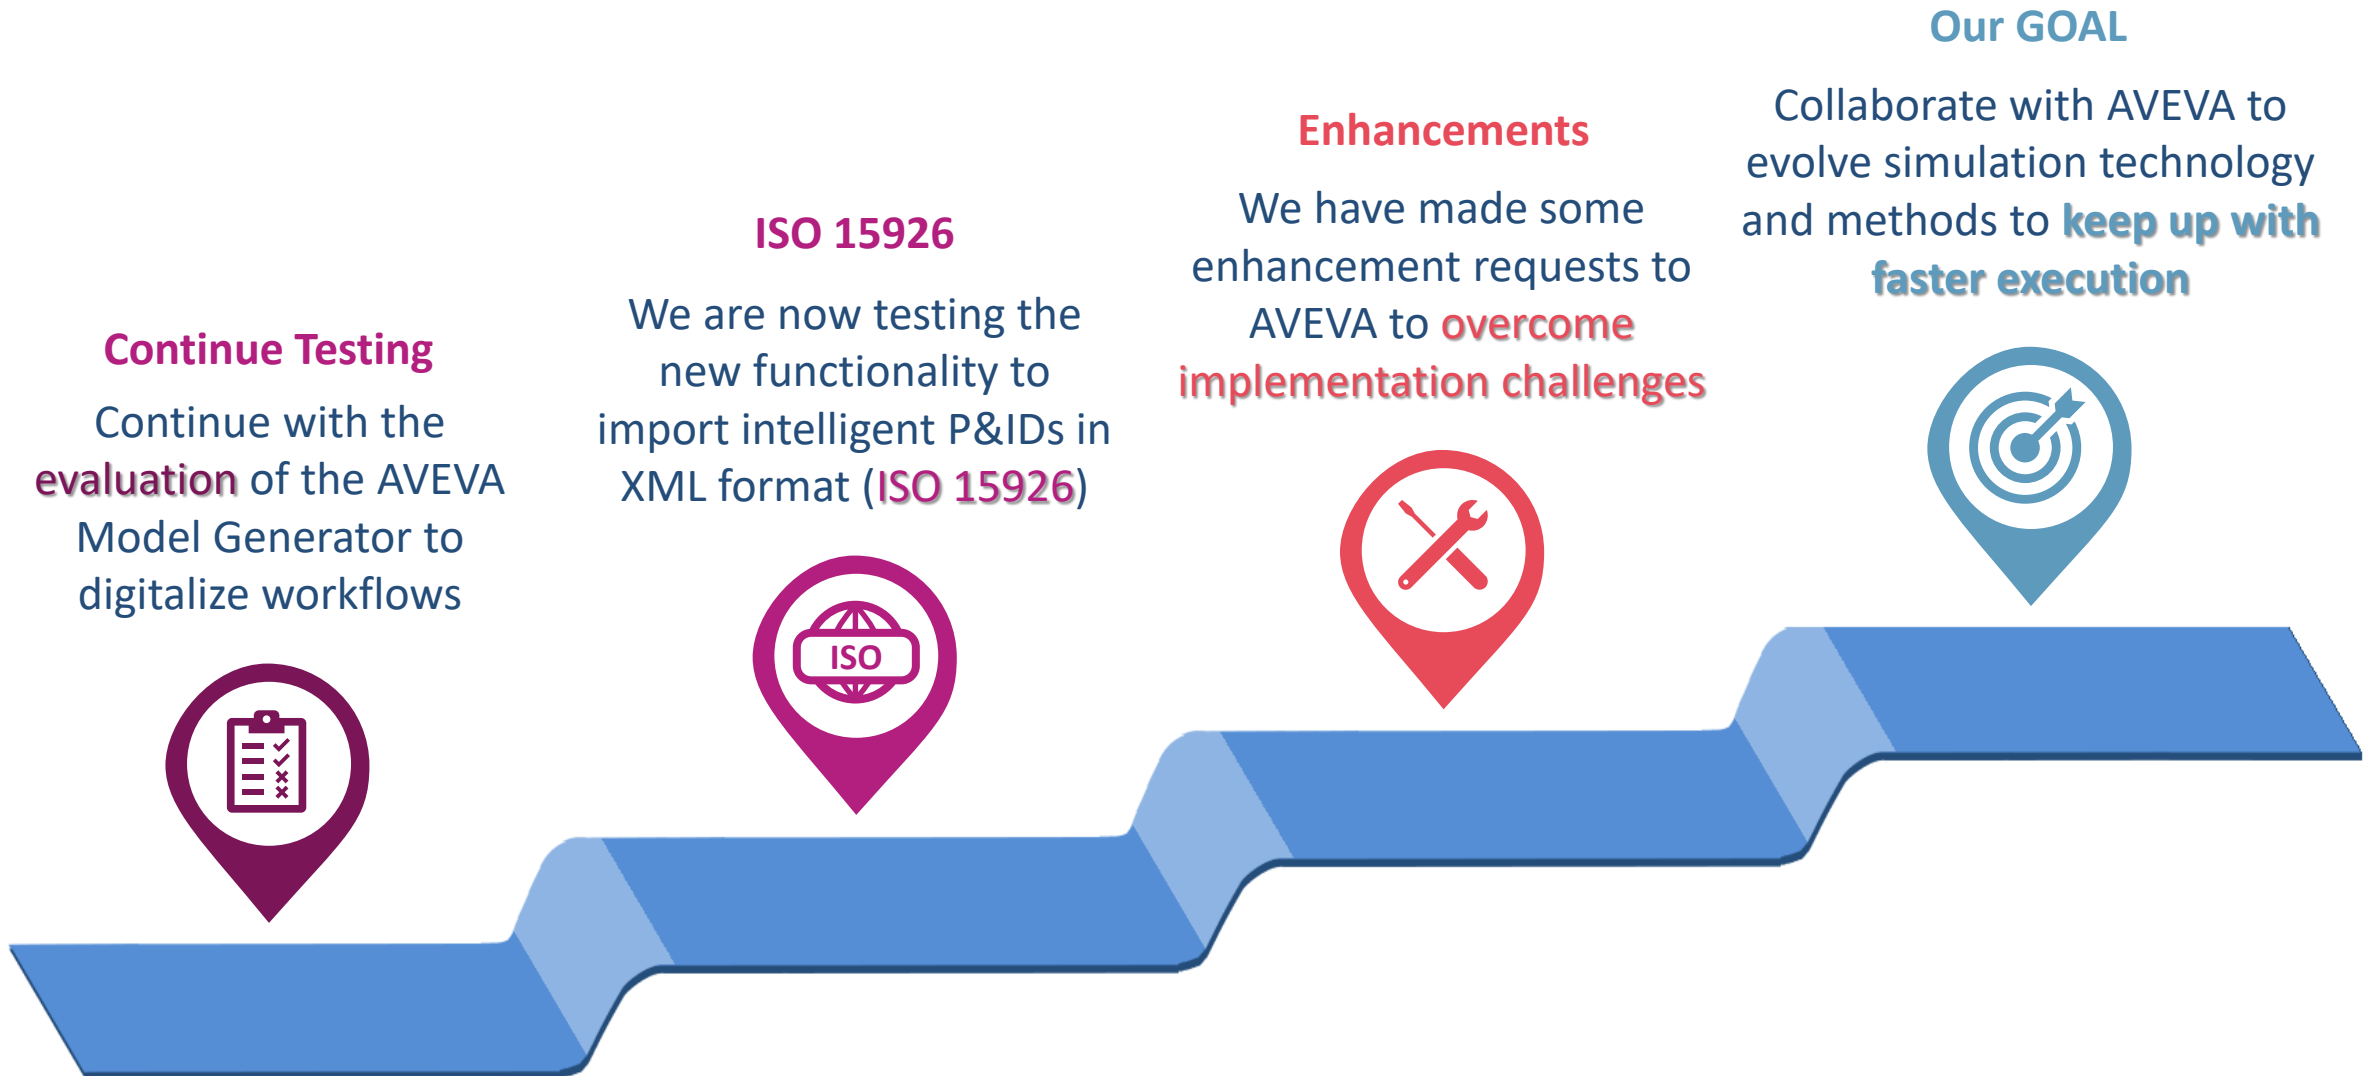 Continue Testing
Continue with the
evaluation of the AVEVA
Model Generator to
digitalize workflows
ISO 15926
We are now testing the
new functionality to
import intelligent P&IDs in
XML format (ISO 15926)
ISO
Enhancements
We have made some
enhancement requests to
AVEVA to overcome
implementation challenges
Our GOAL
Collaborate with AVEVA to
evolve simulation technology
and methods to keep up with
faster execution